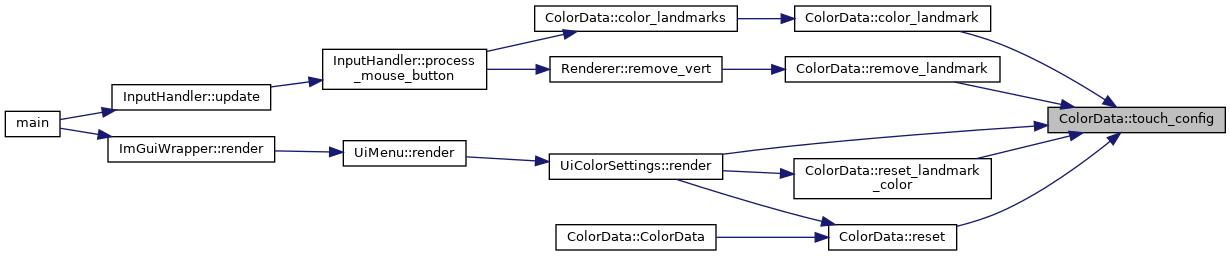 ColorData::color_landmarks
ColorData::color_landmark
InputHandler::process
_mouse_button
Renderer::remove_vert
ColorData::remove_landmark
InputHandler::update
main
ColorData::touch_config
ImGuiWrapper::render
UiMenu::render
UiColorSettings::render
ColorData::reset_landmark
_color
ColorData::ColorData
ColorData::reset